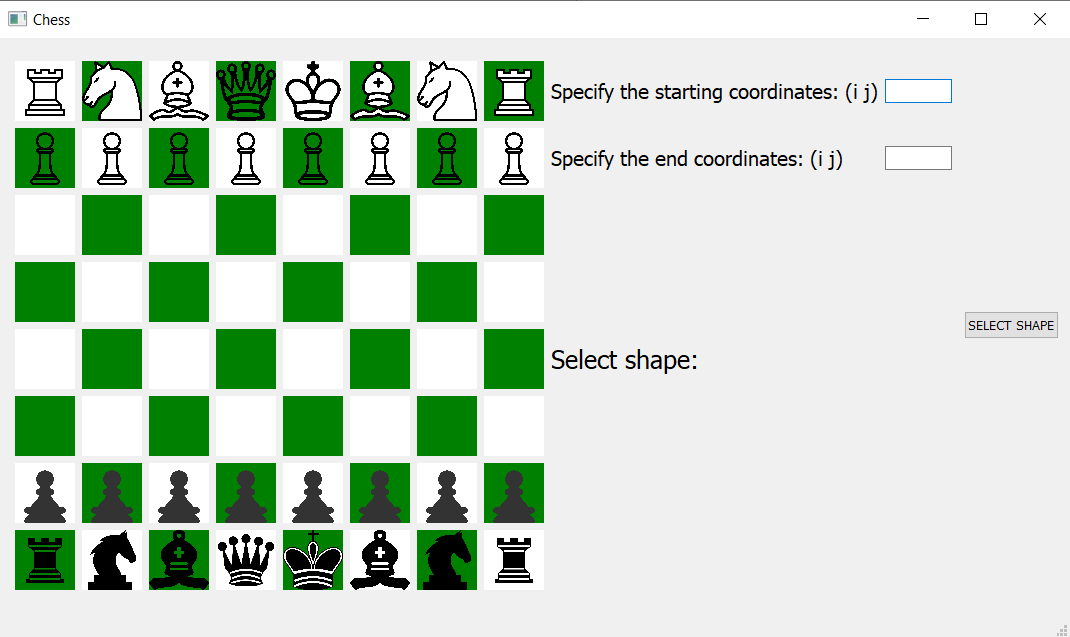 Chess
Specify the starting coordinates: (i j)
Specify the end coordinates: (i j)
SELECT SHAPE
Select shape: